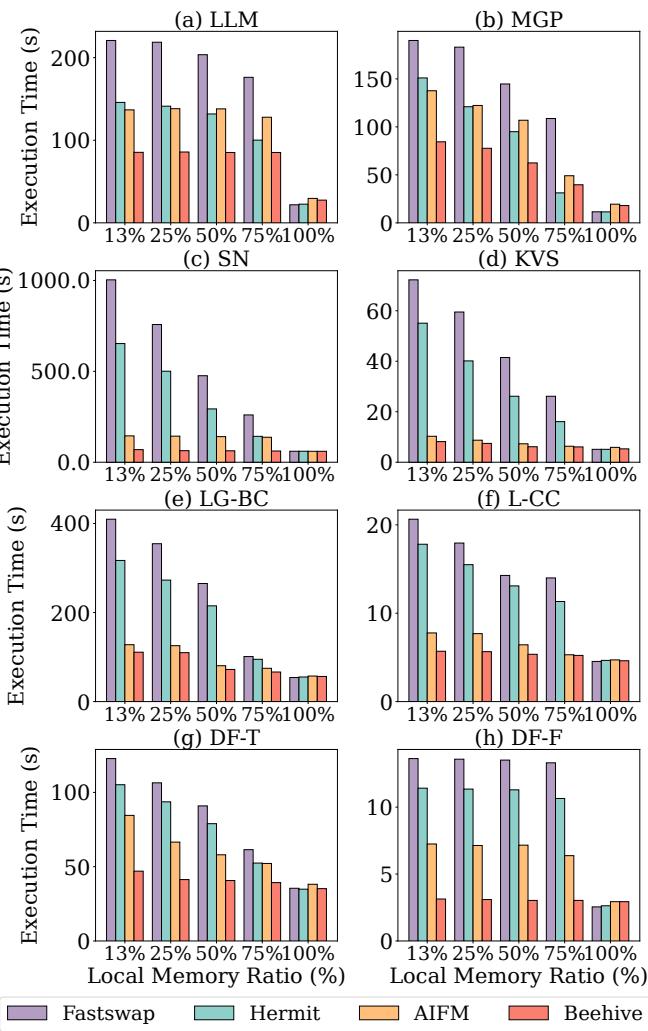 (a) LLM
(b) MGP
Execution Time (s)
200
100
0
13% 25% 50% 75% 100%
150
100
50
0
13% 25% 50% 75% 100%
(c) SN
(d) KVS
Execution Time (s)
1000.0
500.0
0.0
13% 25% 50% 75% 100%
60
40
20
0
13% 25% 50% 75% 100%
(e) LG-BC
(f) L-CC
Execution Time (s)
400
200
0
13% 25% 50% 75% 100%
20
10
0
13% 25% 50% 75% 100%
(g) DF-T
(h) DF-F
Execution Time (s)
100
50
0
13% 25% 50% 75% 100%
Local Memory Ratio (%)
10
5
0
13% 25% 50% 75% 100%
Local Memory Ratio (%)
Fastswap Hermit AIFM Beehive